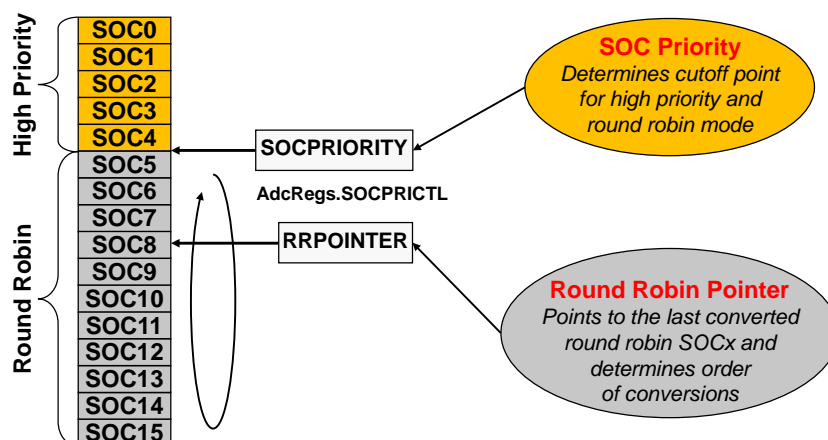 High Priority
Round Robin
SOC0
SOC1
SOC2
SOC3
SOC4
SOC5
SOC6
SOC7
SOC8
SOC9
SOC10
SOC11
SOC12
SOC13
SOC14
SOC15
SOCPRIORITY
AdcRegs.SOCPRICTL
RRPOINTER
SOC Priority
Determines cutoff point
for high priority and
round robin mode
Round Robin Pointer
Points to the last converted
round robin SOCx and
determines order
of conversions